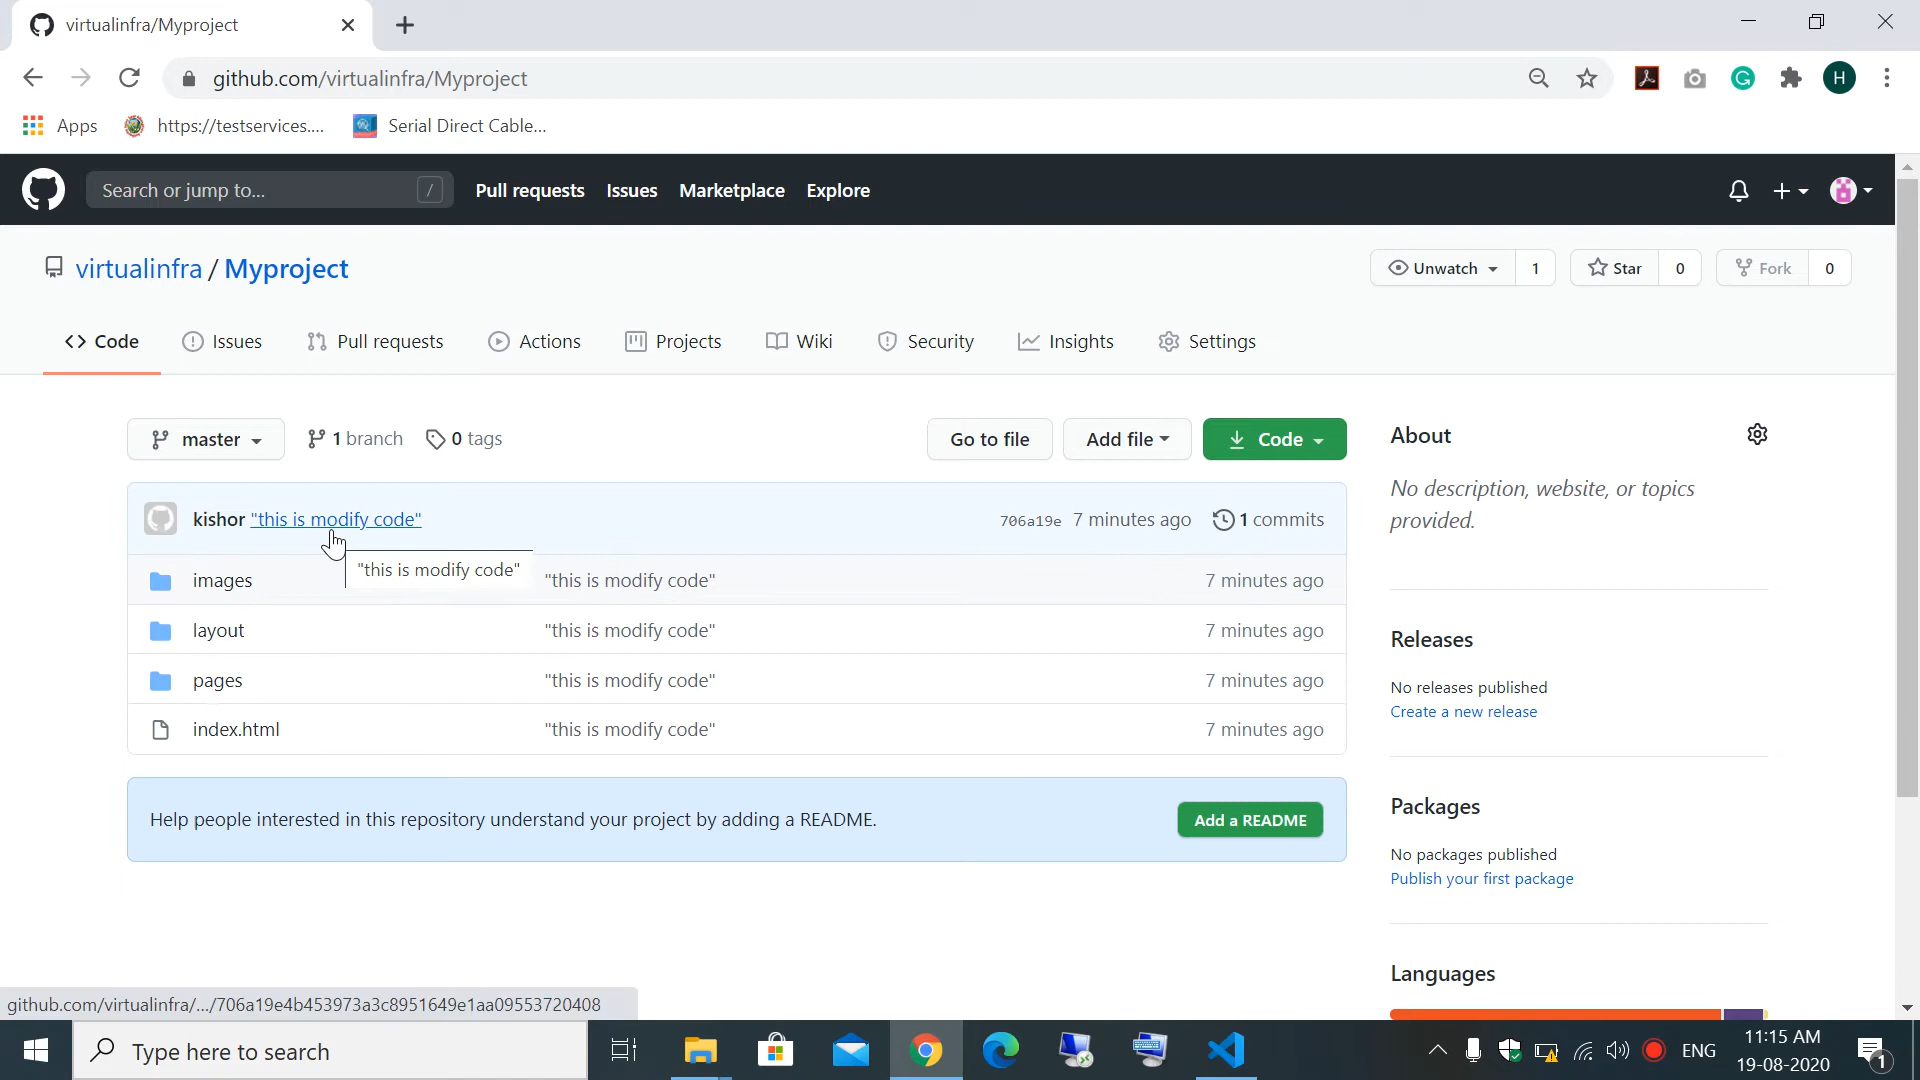 virtualinfra/Myproject
github.com/virtualinfra/Myproject
H
Apps
https://testservices....
Serial Direct Cable...
Search or jump to...
/
Pull requests
Issues
Marketplace
Explore
virtualinfra / Myproject
Unwatch
1
Star
0
Fork
0
Code
Issues
Pull requests
Actions
Projects
Wiki
Security
Insights
Settings
master
1 branch
0 tags
Go to file
Add file
Code
kishor "this is modify code"
706a19e 7 minutes ago
1 commits
"this is modify code"
images "this is modify code" 7 minutes ago
layout "this is modify code" 7 minutes ago
pages "this is modify code" 7 minutes ago
index.html "this is modify code" 7 minutes ago
Help people interested in this repository understand your project by adding a README.
Add a README
About
No description, website, or topics
provided.
Releases
No releases published
Create a new release
Packages
No packages published
Publish your first package
Languages
github.com/virtualinfra/.../706a19e4b453973a3c8951649e1aa09553720408
Type here to search
ENG
11:15 AM
19-08-2020
1